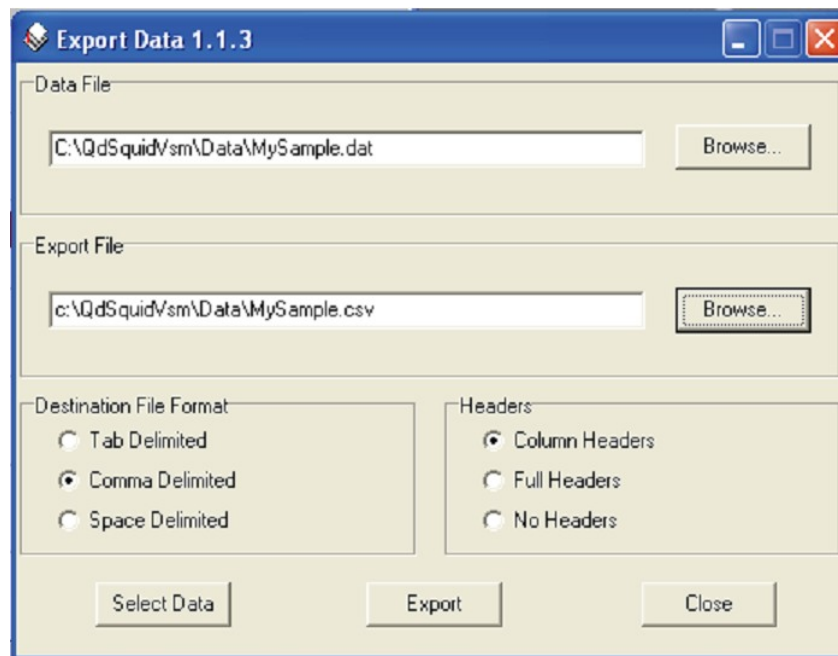 Export Data 1.1.3
Data File
C:\QdSquidVsm\Data\MySample.dat
Browse...
Export File
c:\QdSquidVsm\Data\MySample.csv
Browse...
Destination File Format
Tab Delimited
Comma Delimited
Space Delimited
Headers
Column Headers
Full Headers
No Headers
Select Data
Export
Close